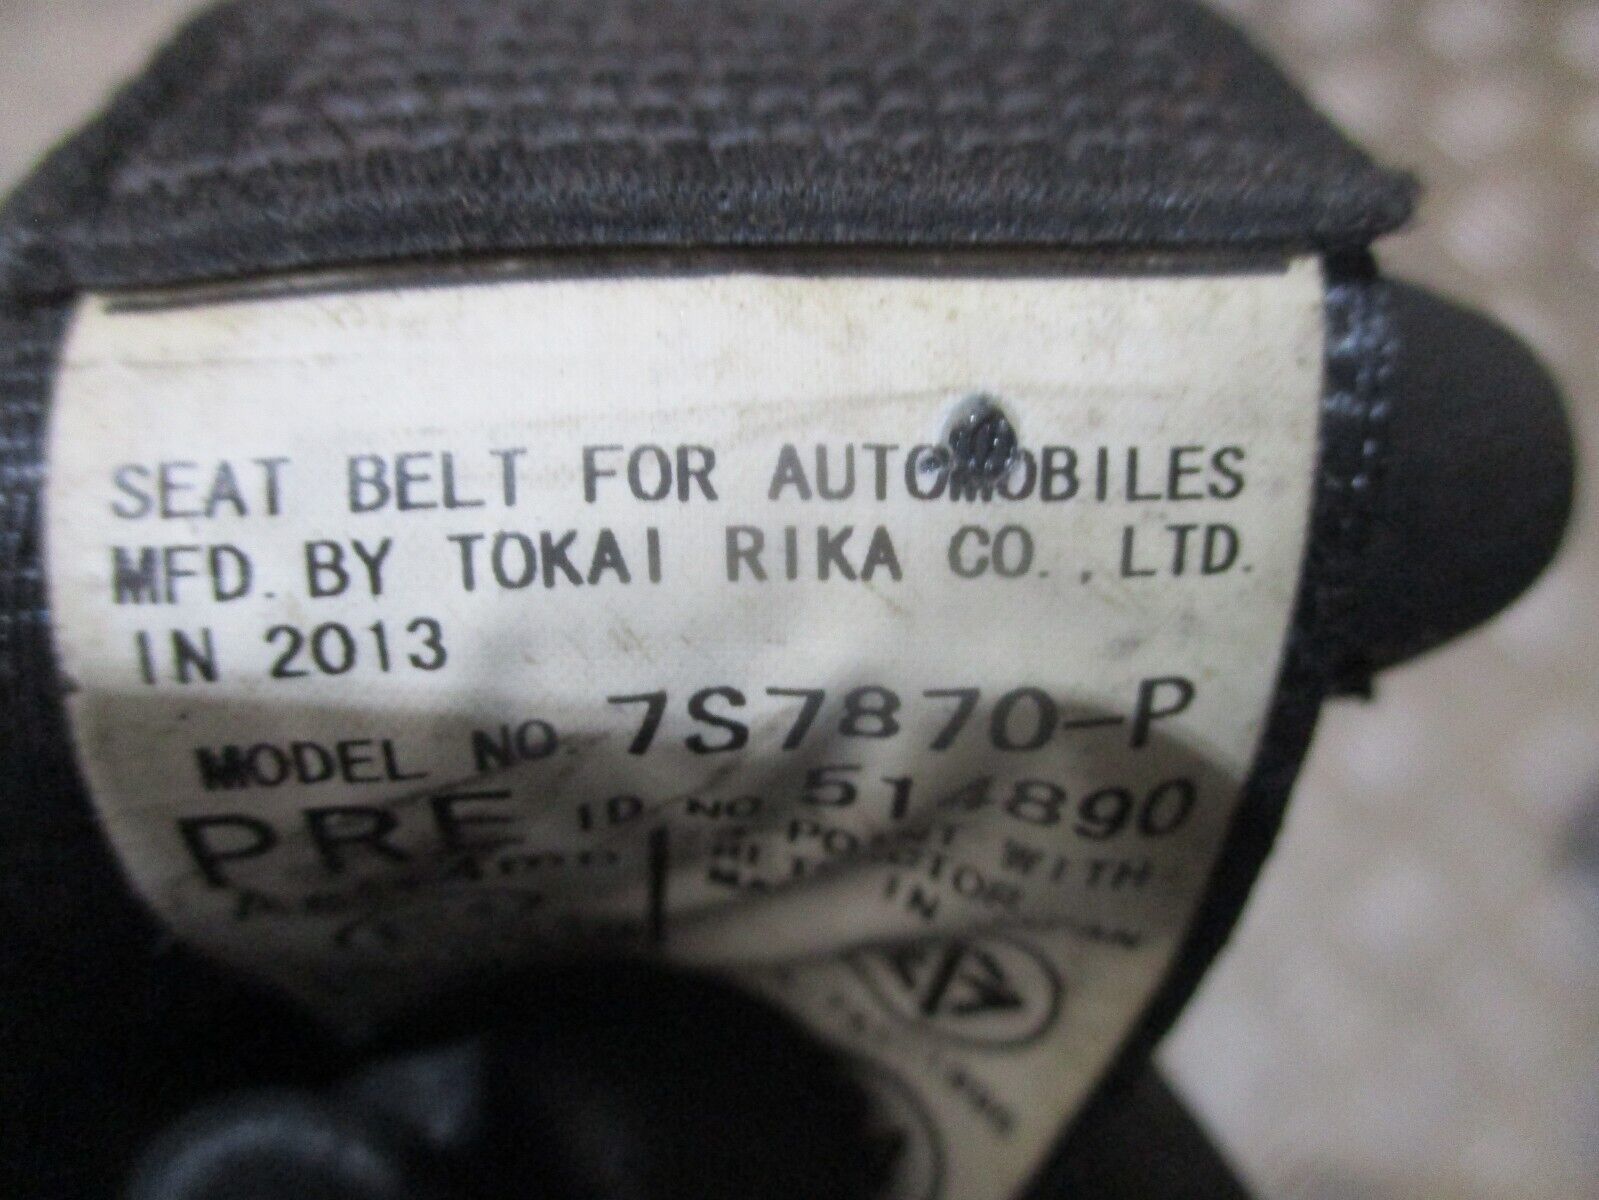 SEAT BELT FOR AUTOMOBILES
MFD. BY TOKAI RIKA CO., LTD.
IN 2013
MODEL NO. 7S7870-P
PRE ID NO 514890
POINT WITH
IN